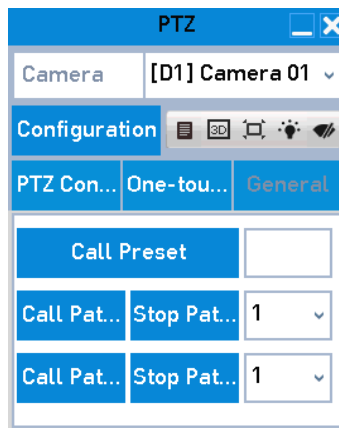 PTZ
Camera [D1] Camera 01
Configuration 3D
PTZ Con... One-tou... General
Call Preset
Call Pat... Stop Pat... 1
Call Pat... Stop Pat... 1